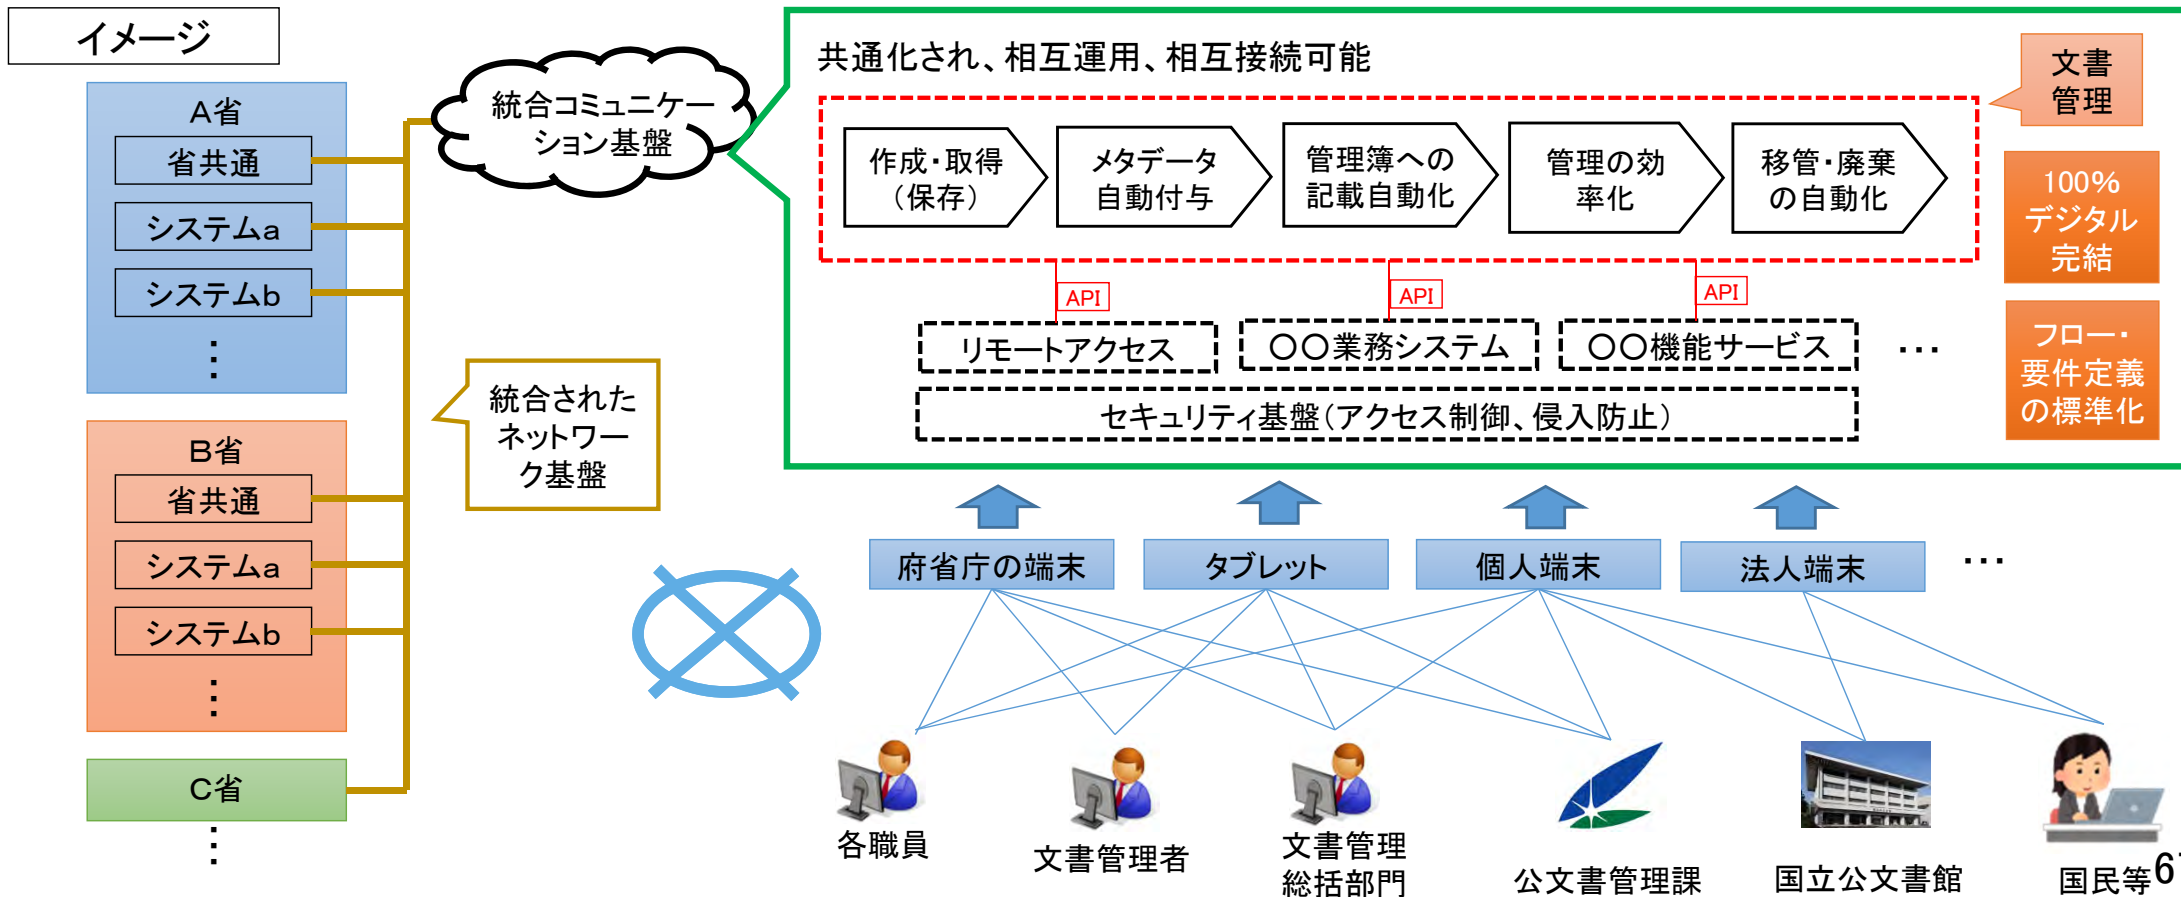 イメージ
A省
省共通
システムa
システムb
⋮
B省
省共通
システムa
システムb
⋮
C省
⋮
統合コミュニケー
ション基盤
統合された
ネットワー
ク基盤
共通化され、相互運用、相互接続可能
作成・取得
(保存)
メタデータ
自動付与
管理簿への
記載自動化
管理の効
率化
移管・廃棄
の自動化
文書
管理
100%
デジタル
完結
フロー・
要件定義
の標準化
API
API
API
リモートアクセス
〇〇業務システム
〇〇機能サービス
…
セキュリティ基盤(アクセス制御、侵入防止)
府省庁の端末
タブレット
個人端末
法人端末
…
各職員
文書管理者
文書管理
総括部門
公文書管理課
国立公文書館
国民等
6